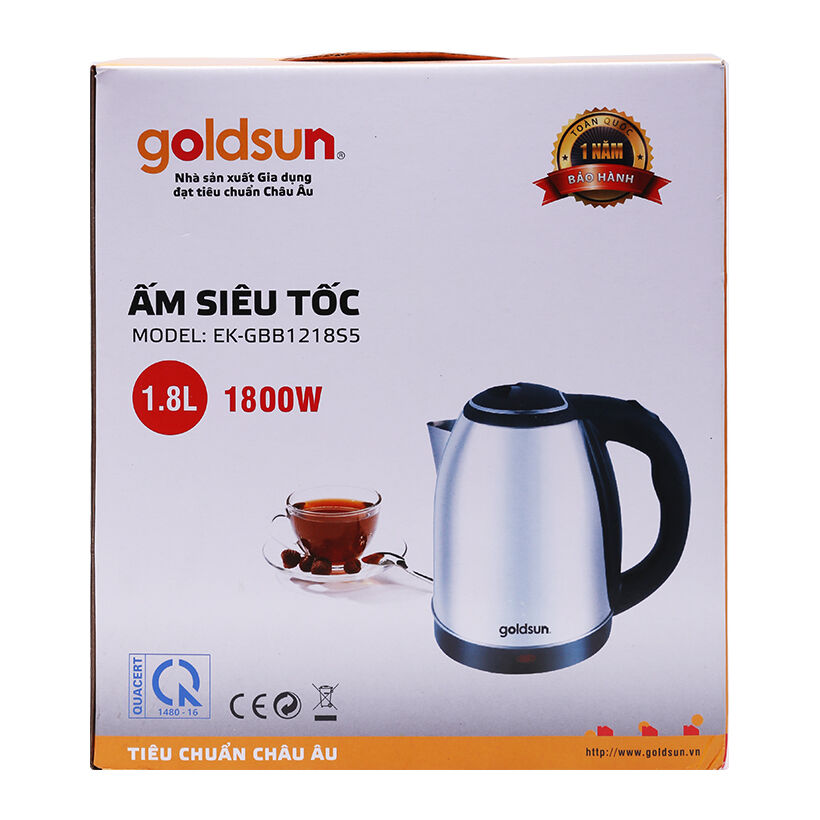 goldsun®
Nhà sản xuất Gia dụng
đạt tiêu chuẩn Châu Âu
TOÀN QUỐC
1 NĂM
BẢO HÀNH
ẤM SIÊU TỐC
MODEL: EK-GBB1218S5
1.8L 1800W
goldsun
QUACERT
1480 - 16
CE
TIÊU CHUẨN CHÂU ÂU
http://www.goldsun.vn